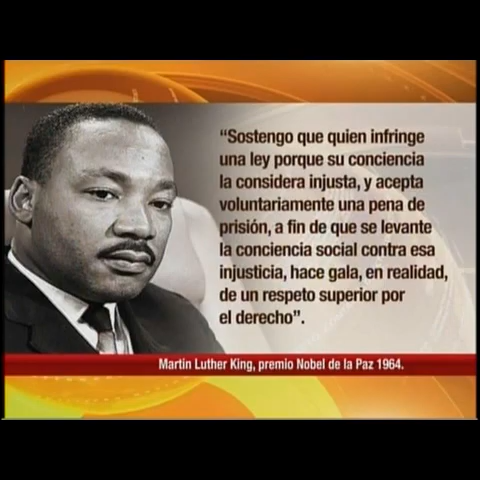 “Sostengo que quien infringe
una ley porque su conciencia
la considera injusta, y acepta
voluntariamente una pena de
prisión, a fin de que se levante
la conciencia social contra esa
injusticia, hace gala, en realidad,
de un respeto superior por
el derecho”.
Martin Luther King, premio Nobel de la Paz 1964.